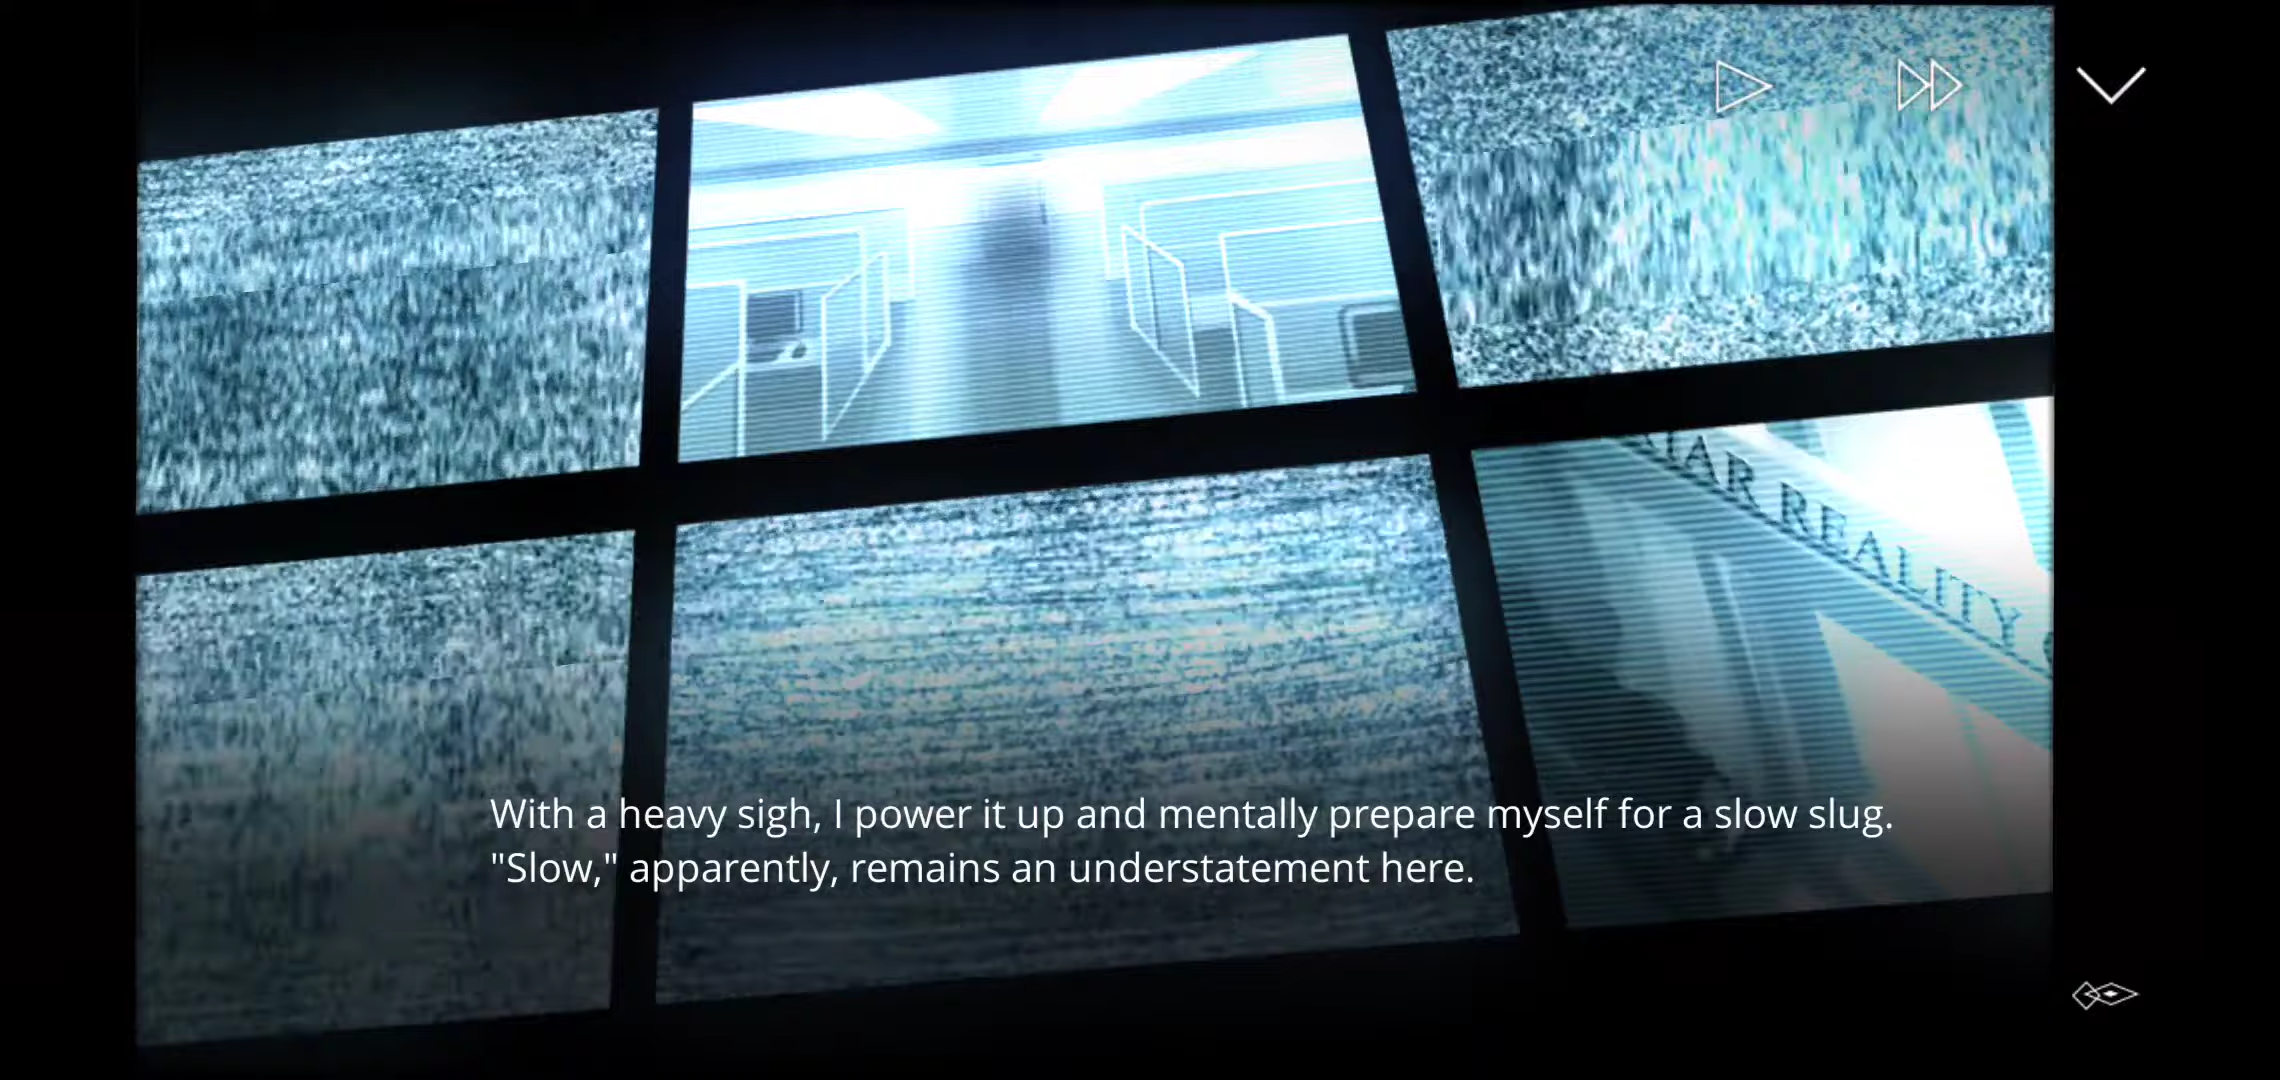 REALITY
With a heavy sigh, I power it up and mentally prepare myself for a slow slug.
"Slow," apparently, remains an understatement here.